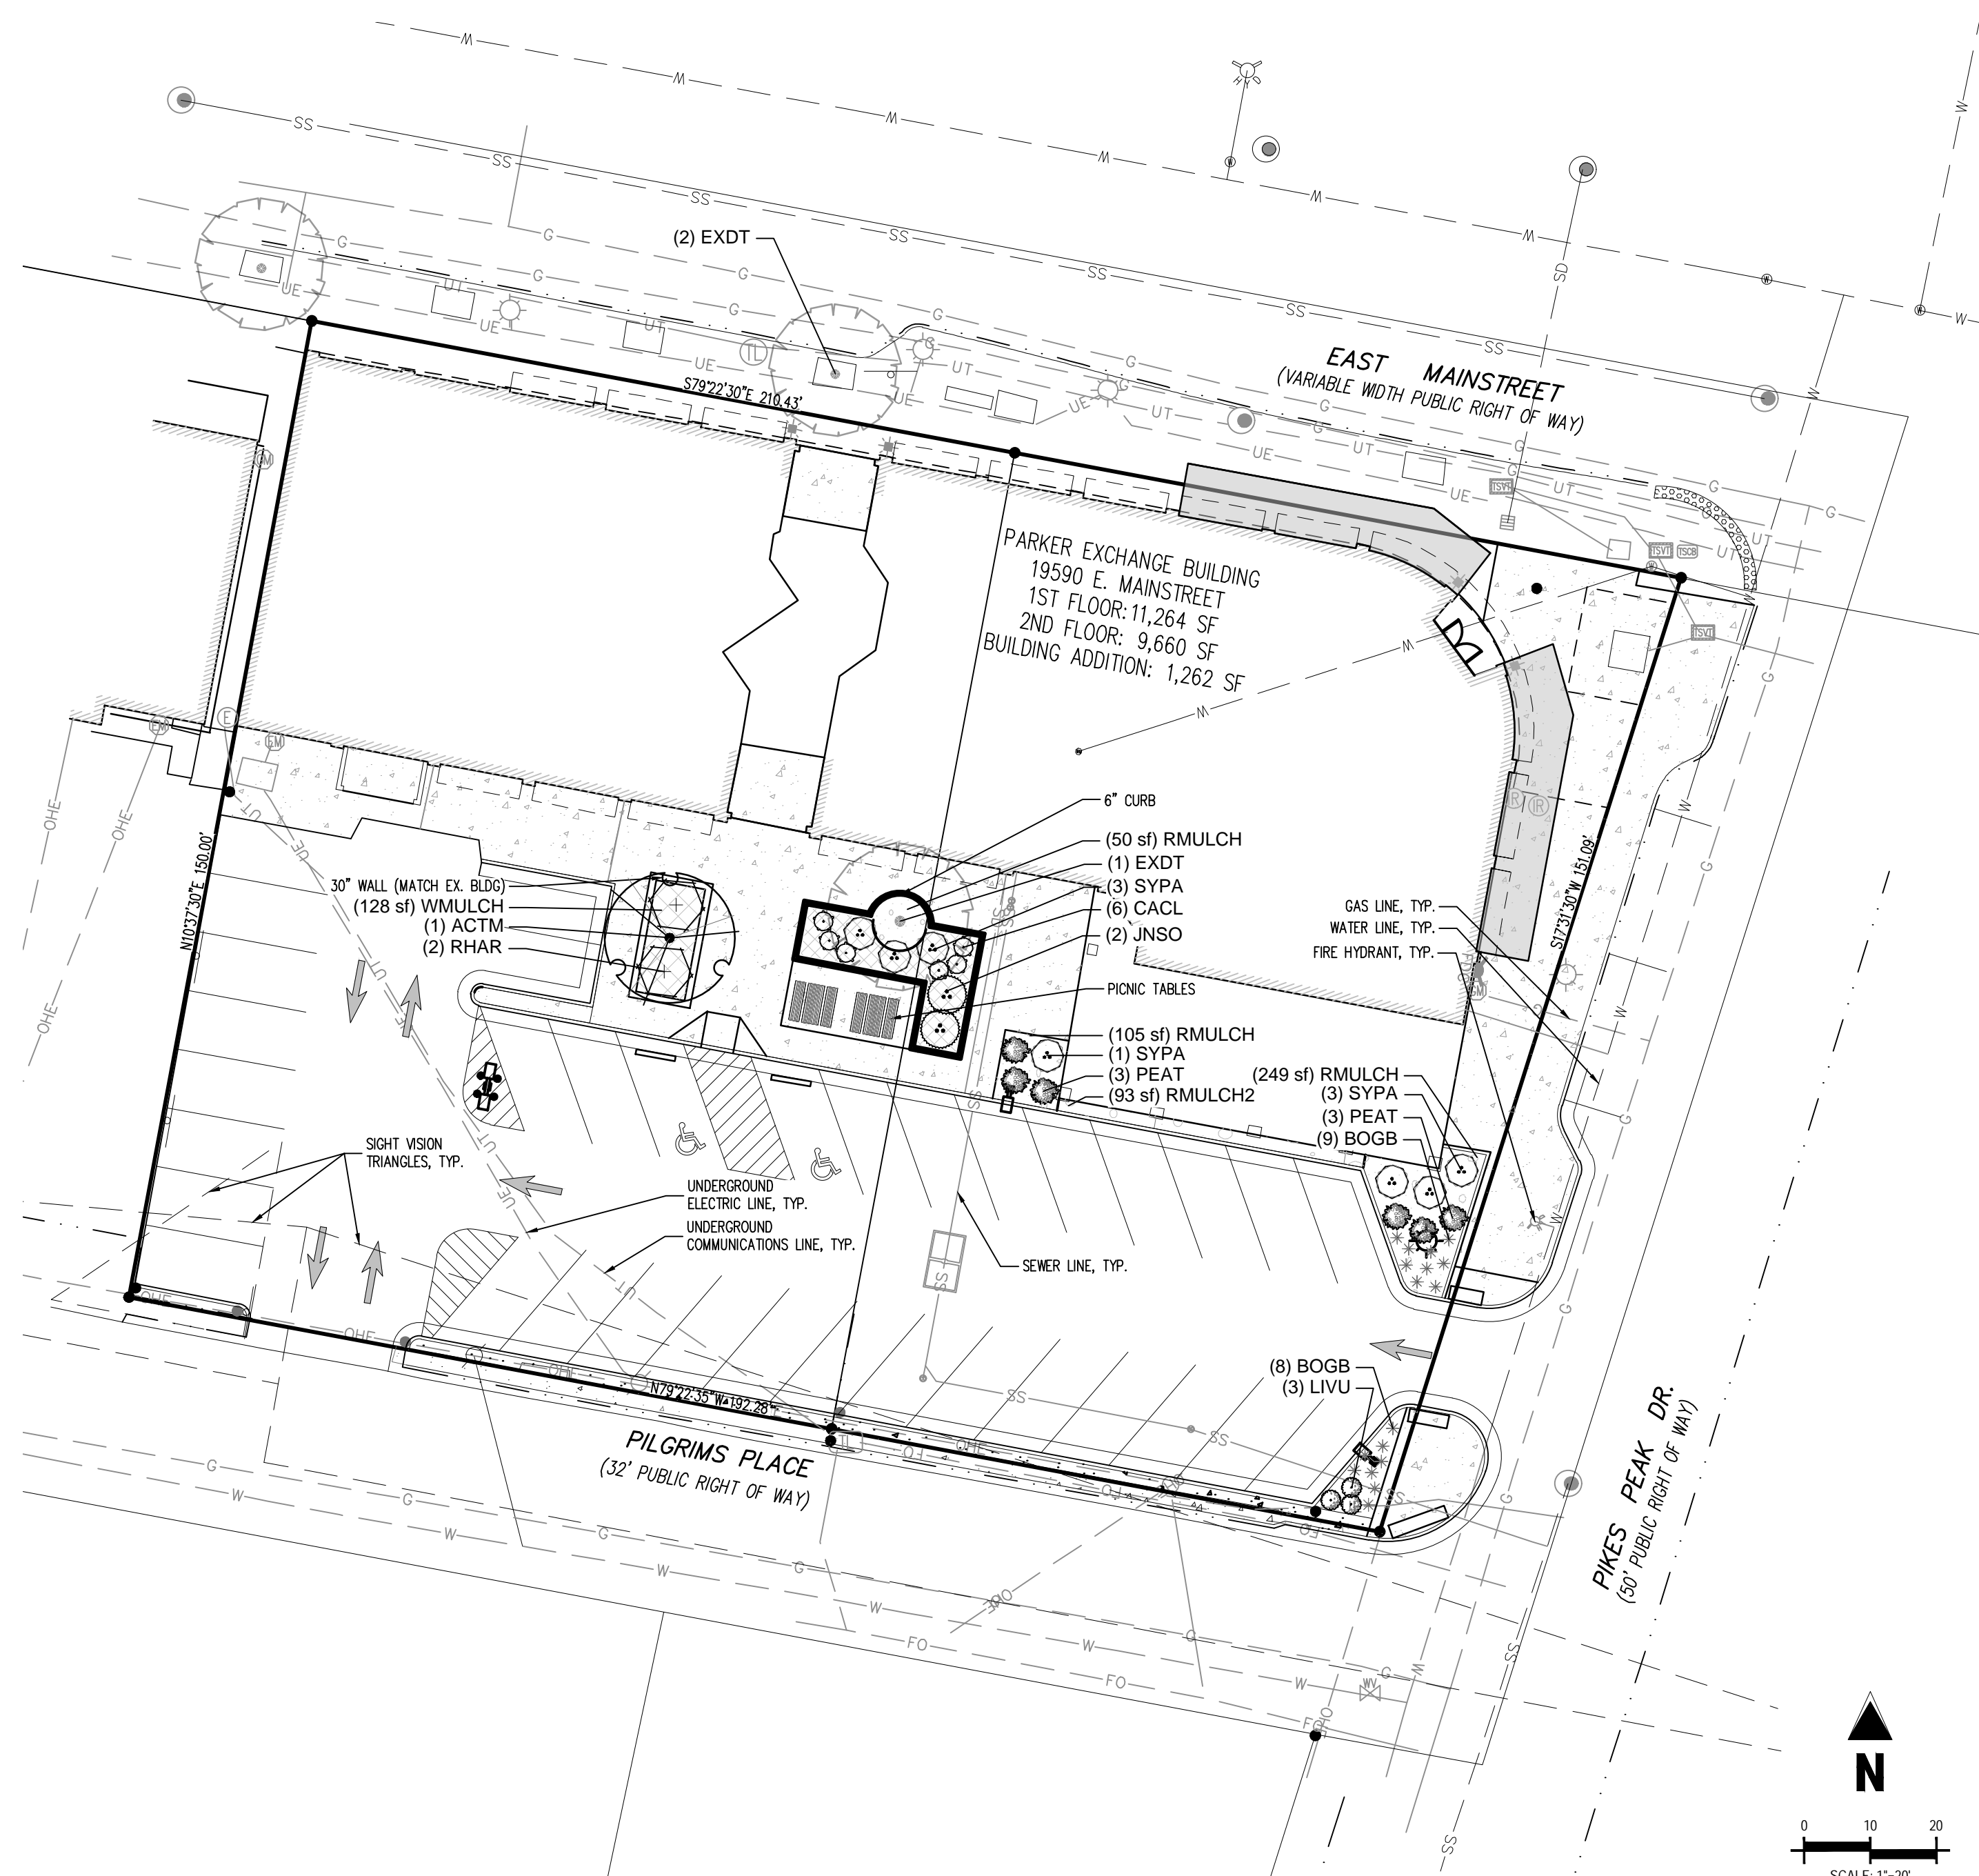 (2) EXDT
S79°22'30"E 210.43'
EAST MAINSTREET
(VARIABLE WIDTH PUBLIC RIGHT OF WAY)
PARKER EXCHANGE BUILDING
19590 E. MAINSTREET
1ST FLOOR: 11,264 SF
2ND FLOOR: 9,660 SF
BUILDING ADDITION: 1,262 SF
6" CURB
(50 sf) RMULCH
(1) EXDT
(3) SYPA
(6) CACL
(2) JNSO
PICNIC TABLES
30" WALL (MATCH EX. BLDG)
(128 sf) WMULCH
(1) ACTM
(2) RHAR
N10°37'30"E 150.00'
S17°31'30"W 151.09'
GAS LINE, TYP.
WATER LINE, TYP.
FIRE HYDRANT, TYP.
(105 sf) RMULCH
(1) SYPA
(3) PEAT
(93 sf) RMULCH2
(249 sf) RMULCH
(3) SYPA
(3) PEAT
(9) BOGB
SIGHT VISION
TRIANGLES, TYP.
UNDERGROUND
ELECTRIC LINE, TYP.
UNDERGROUND
COMMUNICATIONS LINE, TYP.
SEWER LINE, TYP.
(8) BOGB
(3) LIVU
N79°22'35"W 192.28'
PILGRIMS PLACE
(32' PUBLIC RIGHT OF WAY)
PIKES PEAK DR.
(50' PUBLIC RIGHT OF WAY)
N
0 10 20
SCALE: 1"=20'